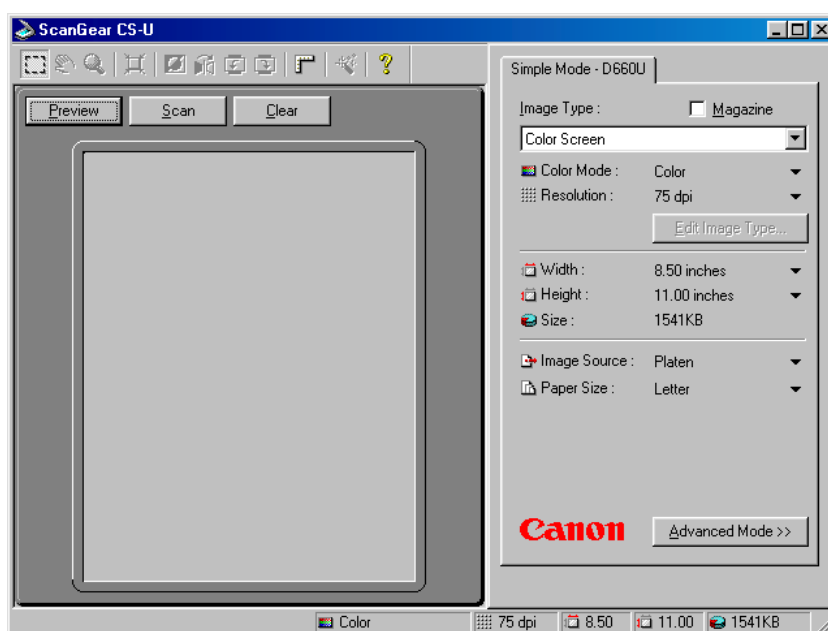 ScanGear CS-U
Preview Scan Clear
Simple Mode - D660U
Image Type : Magazine
Color Screen
Color Mode : Color
Resolution : 75 dpi
Edit Image Type...
Width : 8.50 inches
Height : 11.00 inches
Size : 1541KB
Image Source : Platen
Paper Size : Letter
Canon Advanced Mode >>
Color 75 dpi 8.50 11.00 1541KB